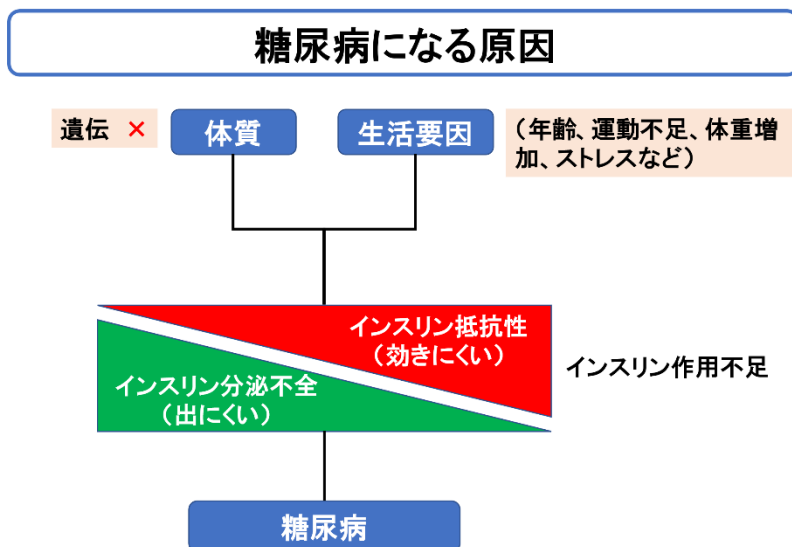 糖尿病になる原因
遺伝 ×
体質
生活要因
（年齢、運動不足、体重増
加、ストレスなど）
インスリン抵抗性
（効きにくい）
インスリン作用不足
インスリン分泌不全
（出にくい）
糖尿病